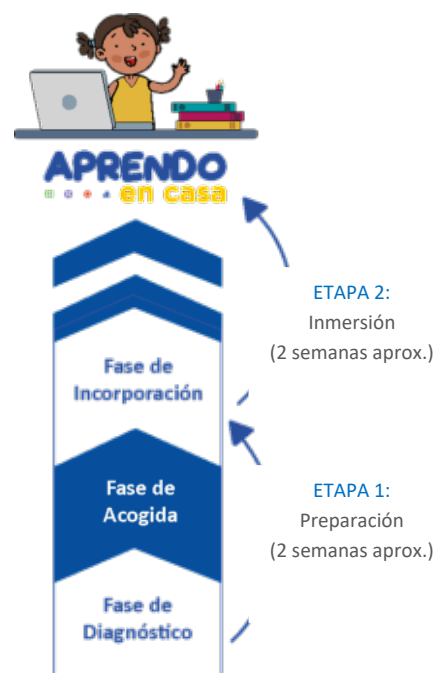 APRENDO
en casa
ETAPA 2:
Inmersión
(2 semanas aprox.)
Fase de
Incorporación
Fase de
Acogida
ETAPA 1:
Preparación
(2 semanas aprox.)
Fase de
Diagnóstico